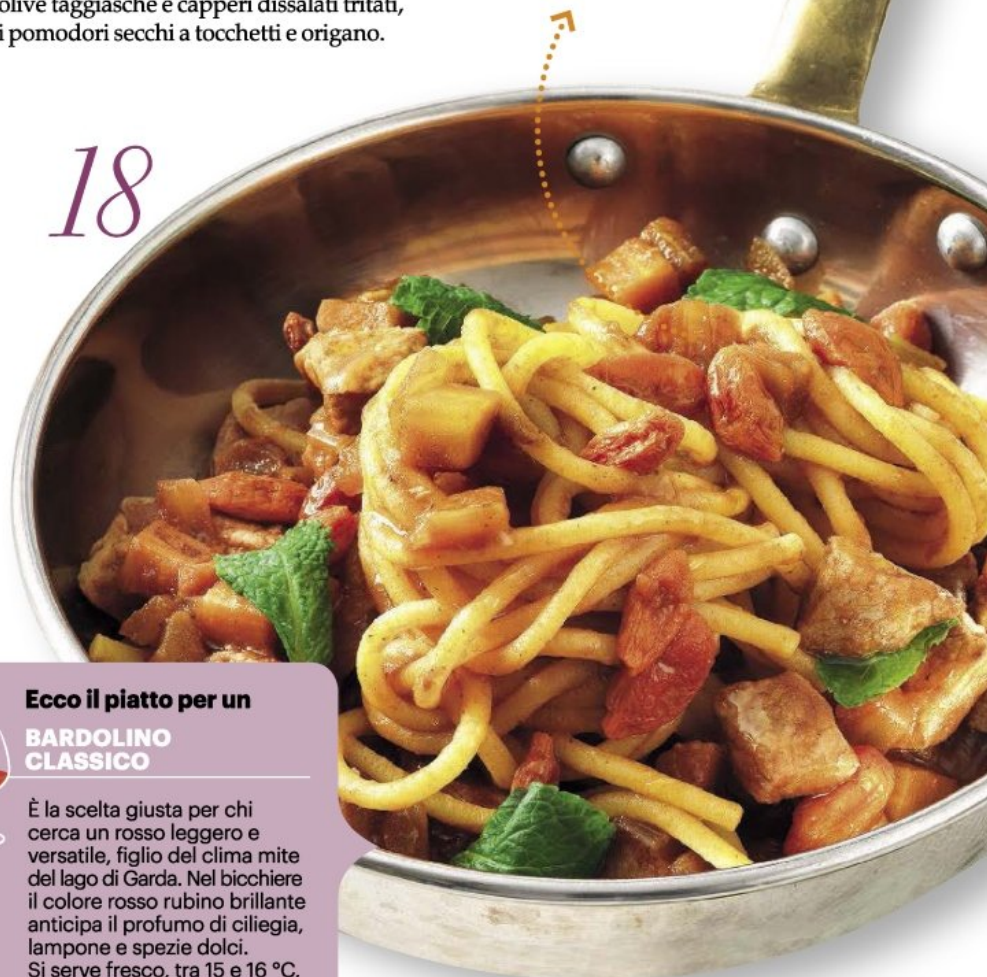 olive taggiasche e capperi dissalati tritati,
i pomodori secchi a tocchetti e origano.
18
Ecco il piatto per un
BARDOLINO
CLASSICO
È la scelta giusta per chi
cerca un rosso leggero e
versatile, figlio del clima mite
del lago di Garda. Nel bicchiere
il colore rosso rubino brillante
anticipa il profumo di ciliegia,
lampone e spezie dolci.
Si serve fresco, tra 15 e 16 °C.